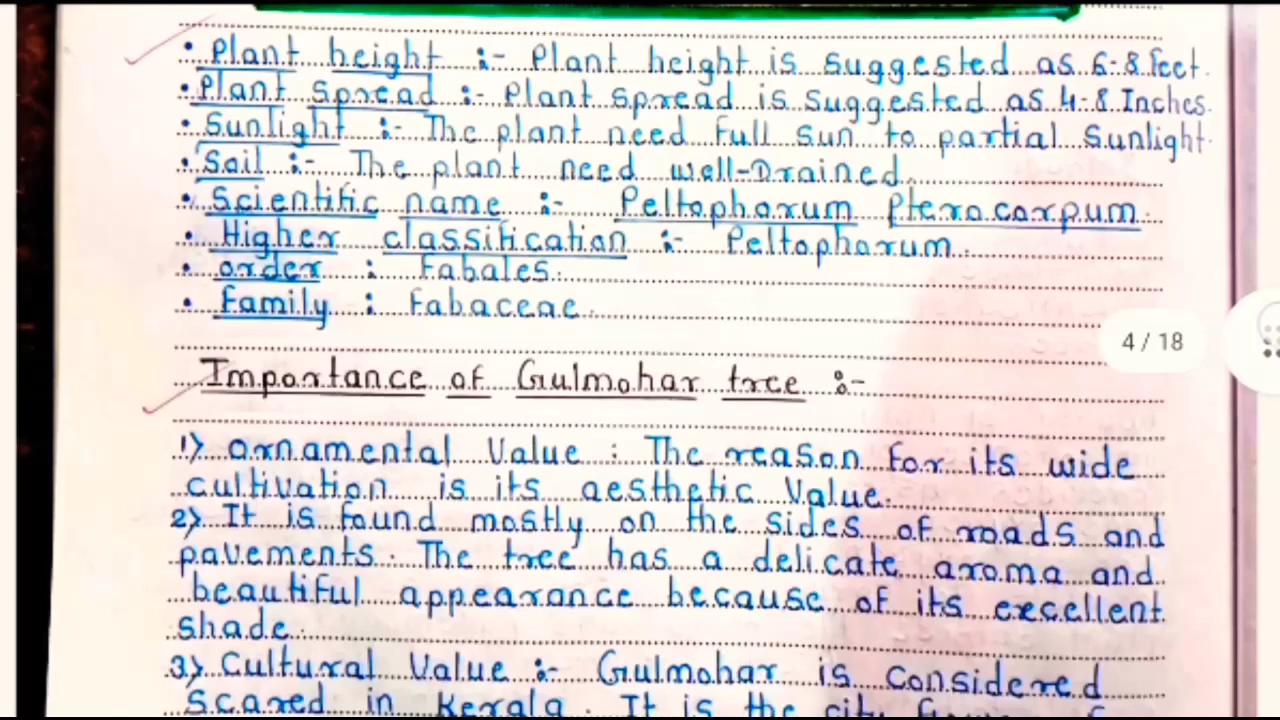 • Plant height :- Plant height is suggested as 6-8 feet.
• Plant spread :- Plant spread is suggested as 4-8 Inches.
• Sunlight :- The plant need full sun to partial sunlight.
• Soil :- The plant need well-Drained.
• Scientific name :- Peltophorum Pterocarpum.
• Higher classification :- Peltophorum.
• order : Fabales.
• family : Fabaceae.
4 / 18
Importance of Gulmohar tree :-
1) Ornamental Value : The reason for its wide
cultivation is its aesthetic Value.
2) It is found mostly on the sides of roads and
pavements. The tree has a delicate aroma and
beautiful appearance because of its excellent
shade.
3) Cultural Value :- Gulmohar is considered
Scared in Kerala. It is the city